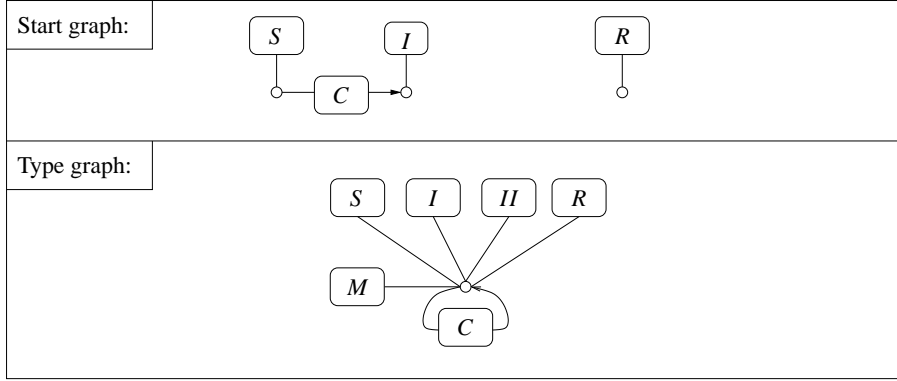 Start graph:
S I R
C
Type graph:
S I II R
M
C